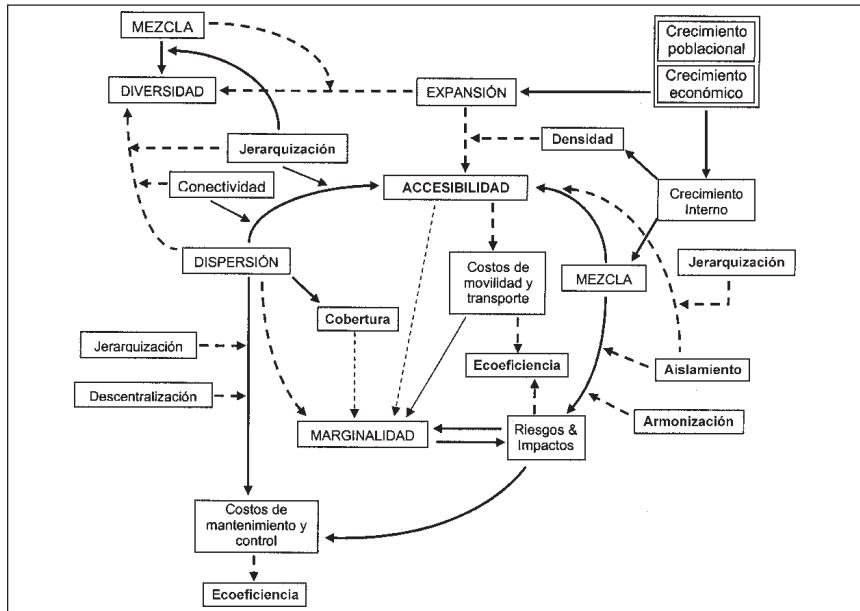 MEZCLA
Crecimiento
poblacional
Crecimiento
económico
DIVERSIDAD
EXPANSIÓN
Jerarquización
Densidad
Conectividad
ACCESIBILIDAD
Crecimiento
Interno
DISPERSIÓN
Costos de
movilidad y
transporte
MEZCLA
Jerarquización
Cobertura
Jerarquización
Ecoeficiencia
Aislamiento
Descentralización
MARGINALIDAD
Riesgos &
Impactos
Armonización
Costos de
mantenimiento y
control
Ecoeficiencia